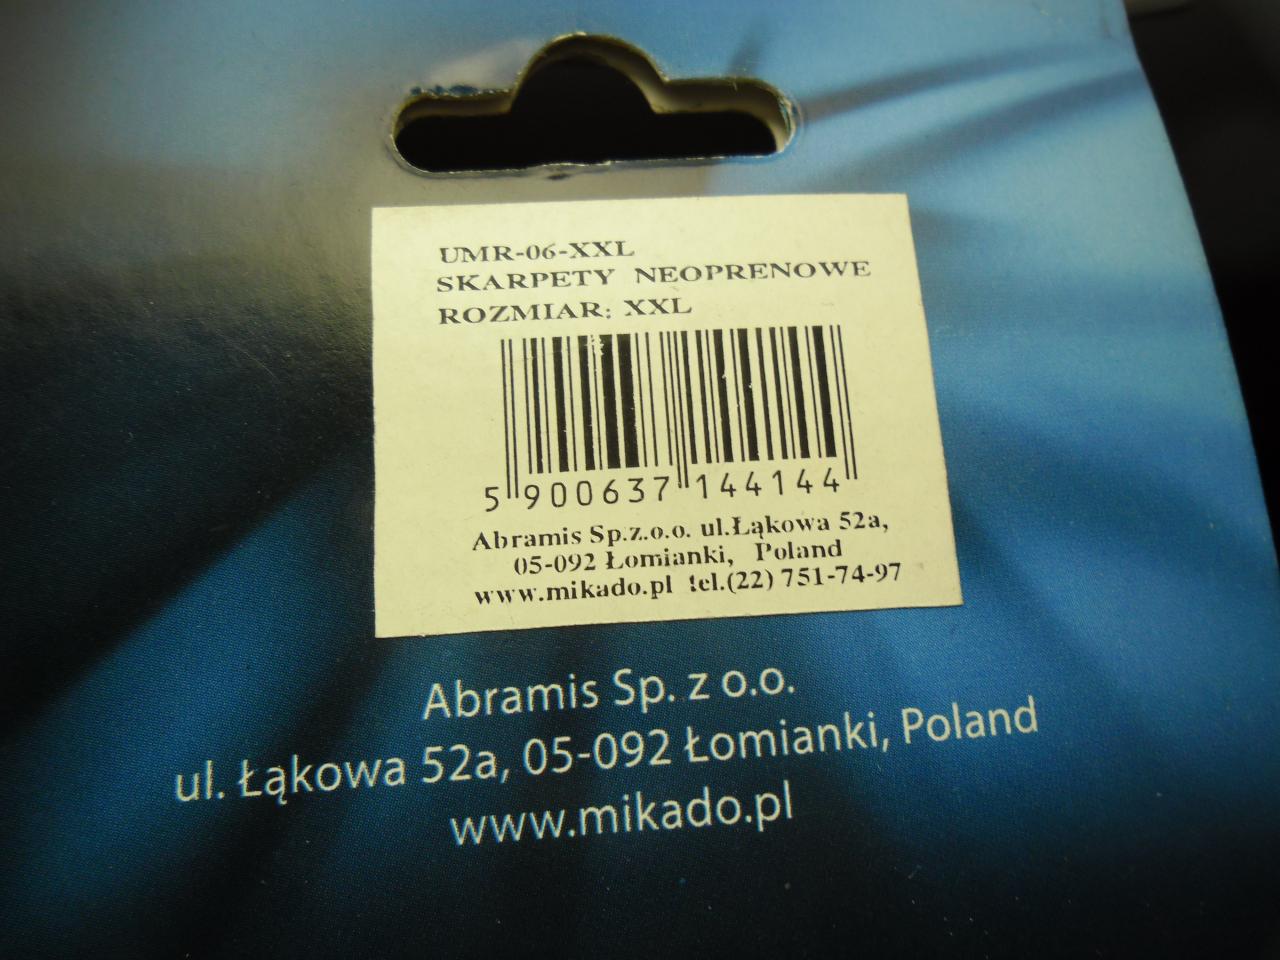 UMR-06-XXL
SKARPETY NEOPRENOWE
ROZMIAR: XXL
5 900637 144144
Abramis Sp.z.o.o. ul.Łąkowa 52a,
05-092 Łomianki, Poland
www.mikado.pl tel.(22) 751-74-97
Abramis Sp. z o.o.
ul. Łąkowa 52a, 05-092 Łomianki, Poland
www.mikado.pl